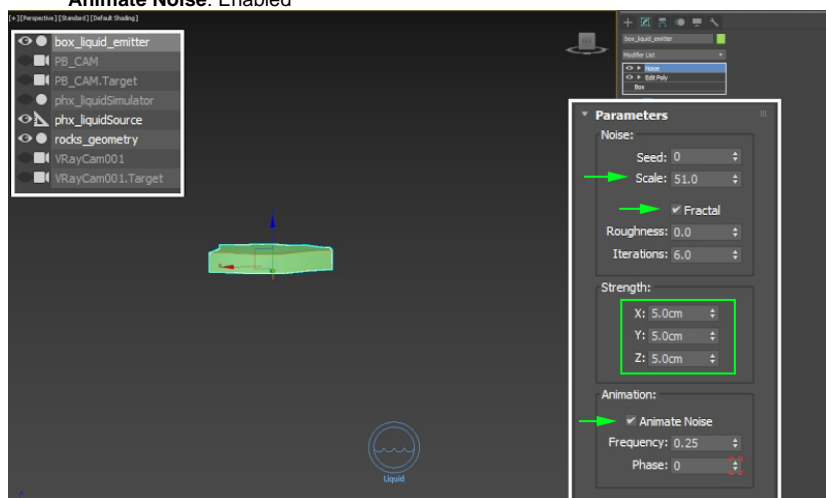 Animate Noise: Enabled
[+] [Perspective] [Standard] [Default Shading]
box_liquid_emitter
PB_CAM
PB_CAM.Target
phx_liquidSimulator
phx_liquidSource
rocks_geometry
VRayCam001
VRayCam001.Target
Liquid
box_liquid_emitter
Modifier List
Noise
Edit Poly
Box
Parameters
Noise:
Seed: 0
Scale: 51.0
Fractal
Roughness: 0.0
Iterations: 6.0
Strength:
X: 5.0cm
Y: 5.0cm
Z: 5.0cm
Animation:
Animate Noise
Frequency: 0.25
Phase: 0